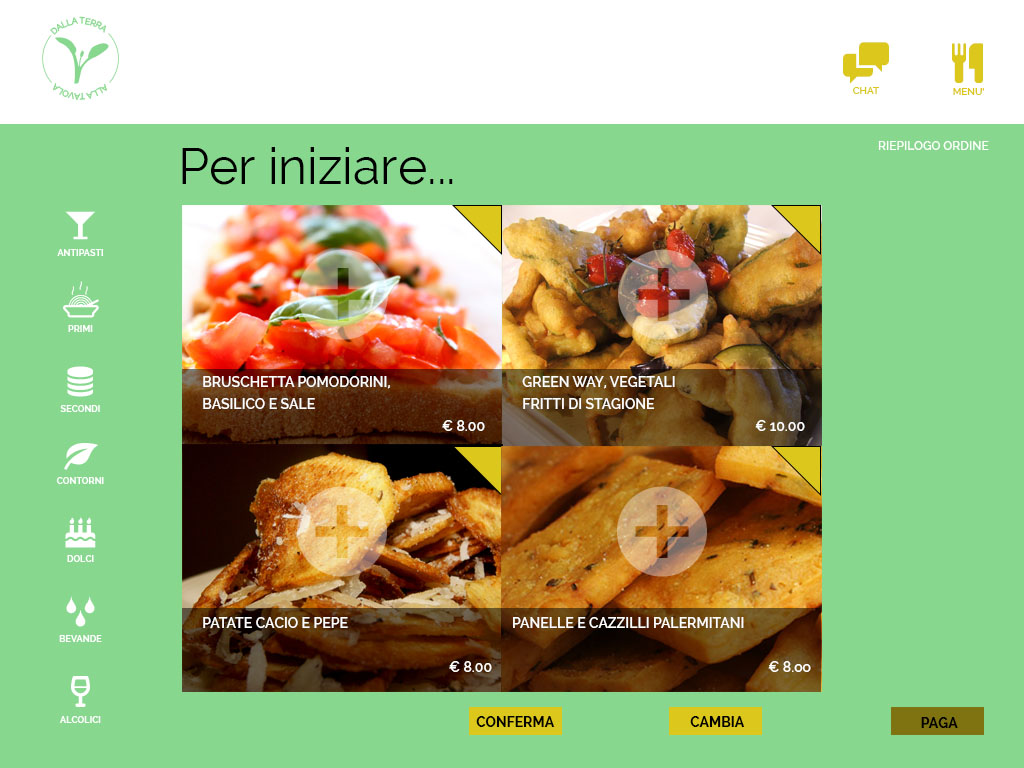 DALLA TERRA
ALLA TAVOLA
CHAT
MENU'
RIEPILOGO ORDINE
Per iniziare...
ANTIPASTI
PRIMI
SECONDI
CONTORNI
DOLCI
BEVANDE
ALCOLICI
BRUSCHETTA POMODORINI,
BASILICO E SALE
€ 8.00
GREEN WAY, VEGETALI
FRITTI DI STAGIONE
€ 10.00
PATATE CACIO E PEPE
€ 8.00
PANELLE E CAZZILLI PALERMITANI
€ 8.00
CONFERMA
CAMBIA
PAGA